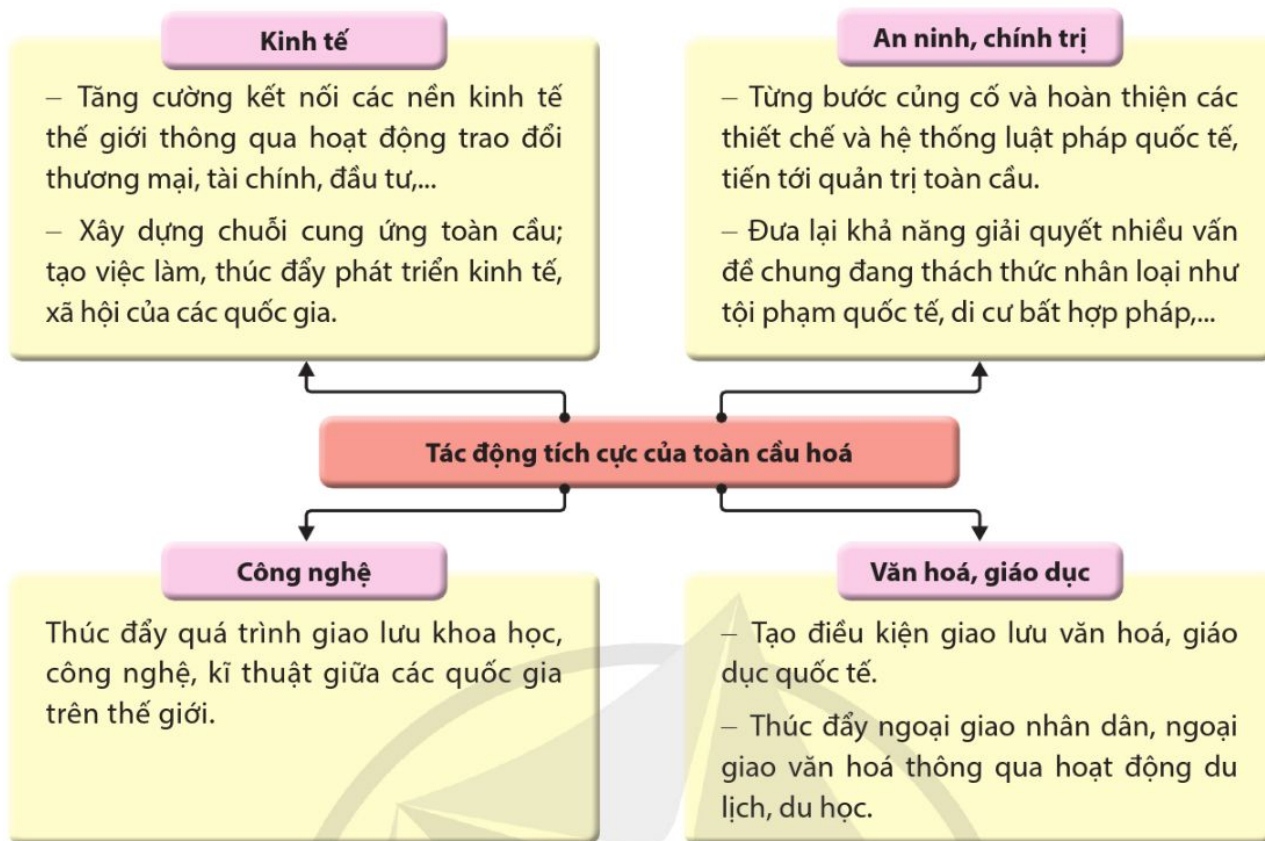 Kinh tế
– Tăng cường kết nối các nền kinh tế
thế giới thông qua hoạt động trao đổi
thương mại, tài chính, đầu tư,...
– Xây dựng chuỗi cung ứng toàn cầu;
tạo việc làm, thúc đẩy phát triển kinh tế,
xã hội của các quốc gia.
An ninh, chính trị
– Từng bước củng cố và hoàn thiện các
thiết chế và hệ thống luật pháp quốc tế,
tiến tới quản trị toàn cầu.
– Đưa lại khả năng giải quyết nhiều vấn
đề chung đang thách thức nhân loại như
tội phạm quốc tế, di cư bất hợp pháp,...
Tác động tích cực của toàn cầu hoá
Công nghệ
Thúc đẩy quá trình giao lưu khoa học,
công nghệ, kĩ thuật giữa các quốc gia
trên thế giới.
Văn hoá, giáo dục
– Tạo điều kiện giao lưu văn hoá, giáo
dục quốc tế.
– Thúc đẩy ngoại giao nhân dân, ngoại
giao văn hoá thông qua hoạt động du
lịch, du học.